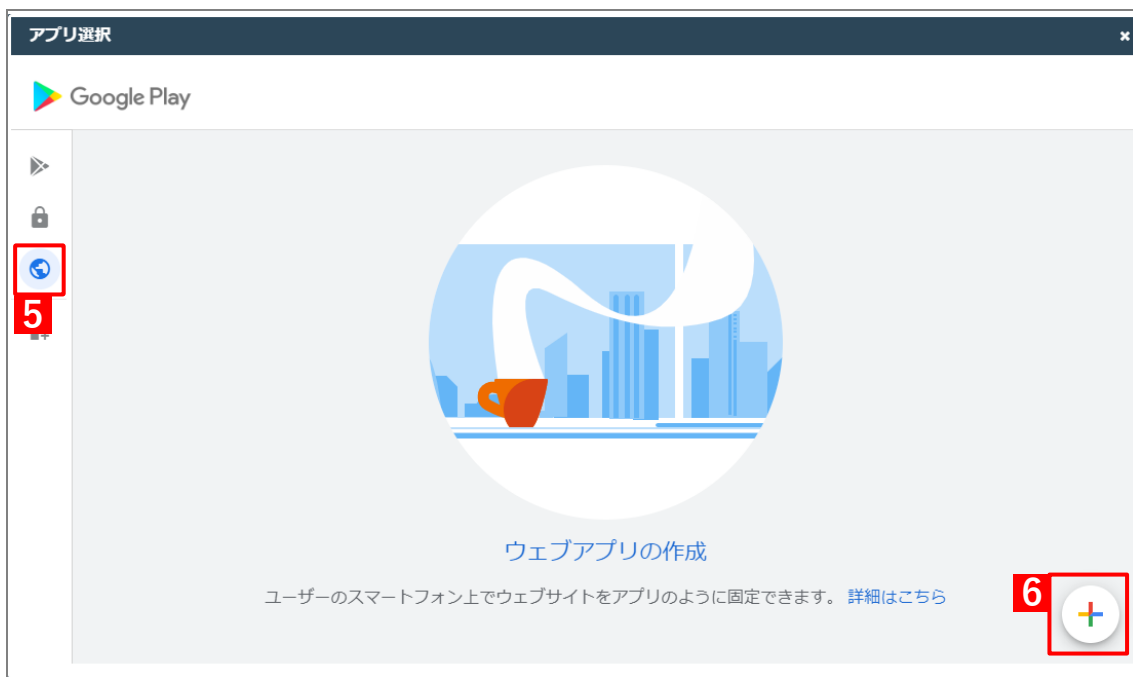 アプリ選択
Google Play
5
ウェブアプリの作成
ユーザーのスマートフォン上でウェブサイトをアプリのように固定できます。 詳細はこちら
6